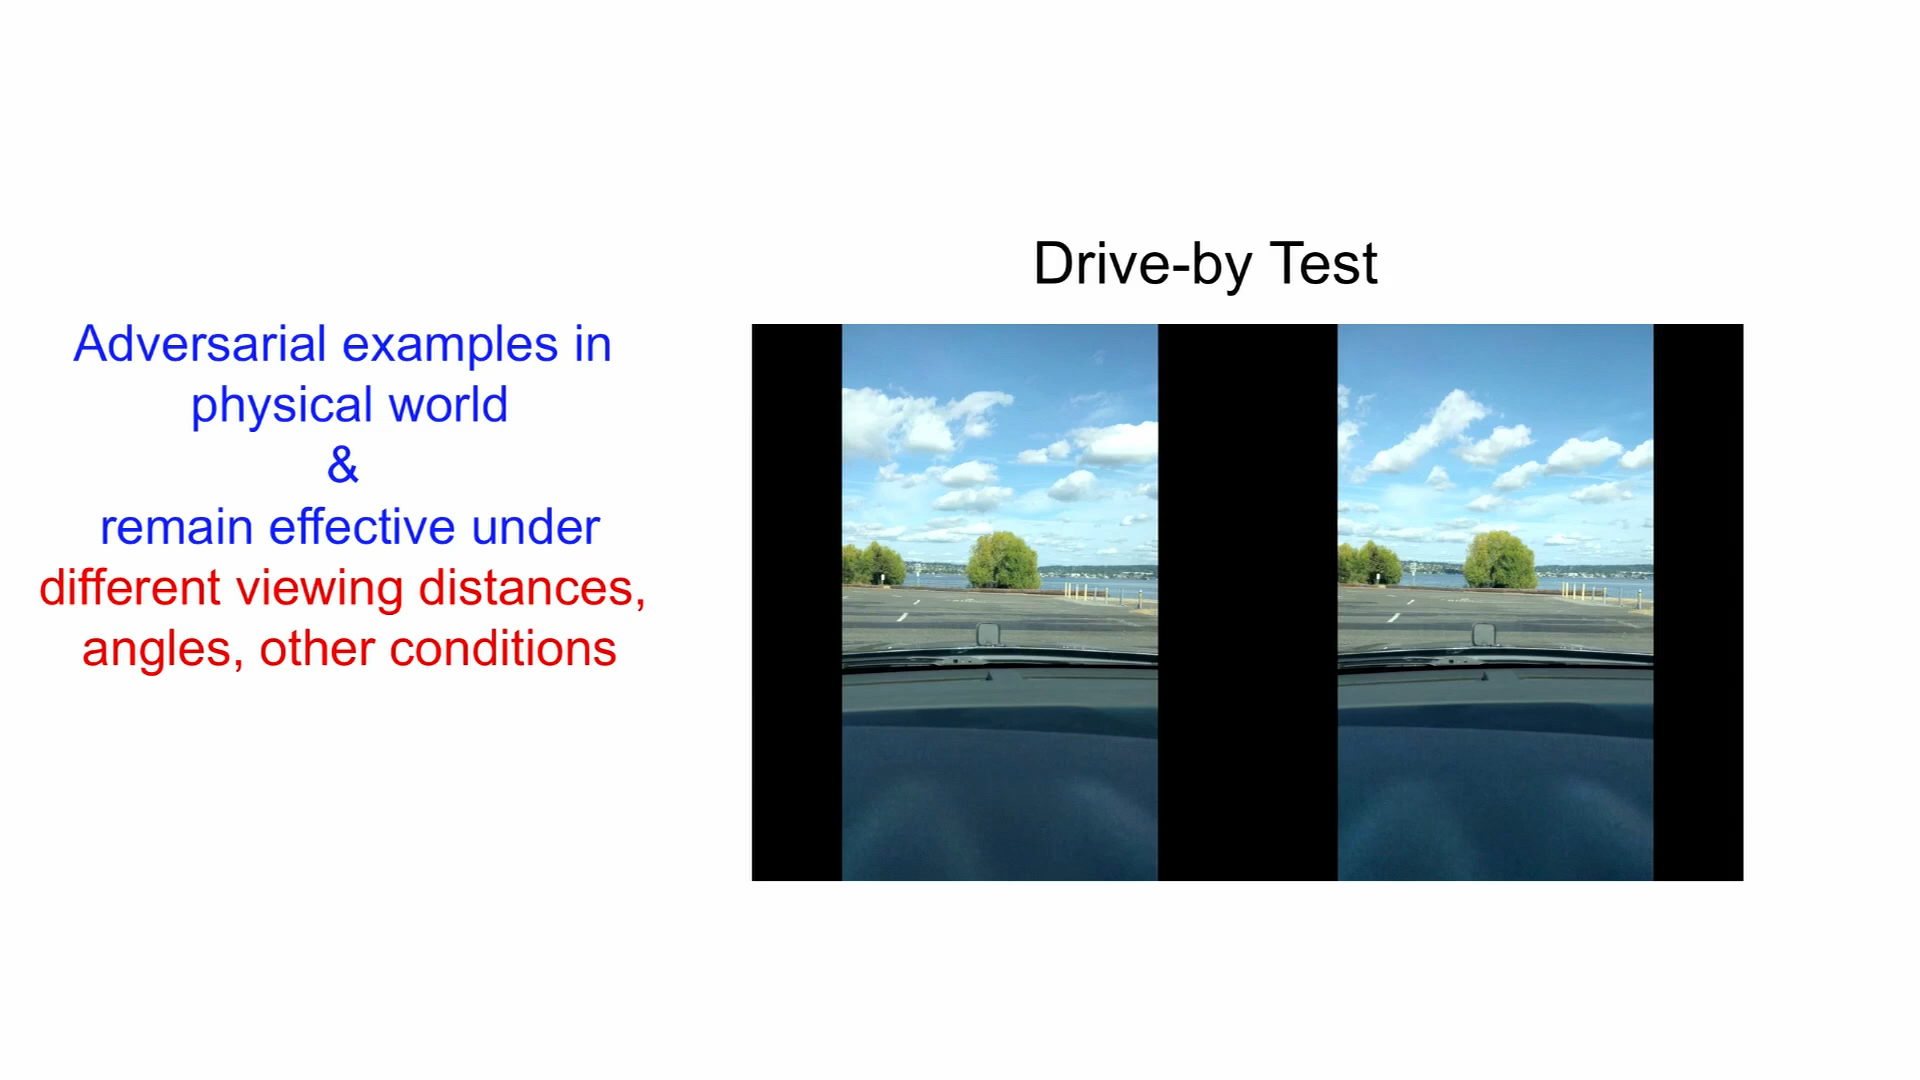 Drive-by Test
Adversarial examples in
physical world
&
remain effective under
different viewing distances,
angles, other conditions